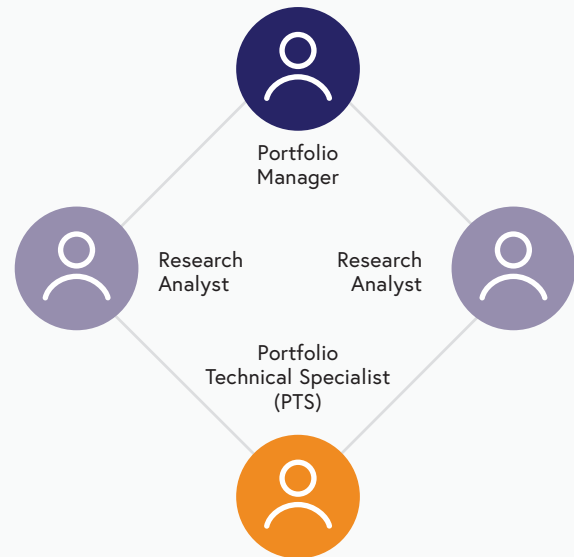 Portfolio
Manager
Research
Analyst
Research
Analyst
Portfolio
Technical Specialist
(PTS)